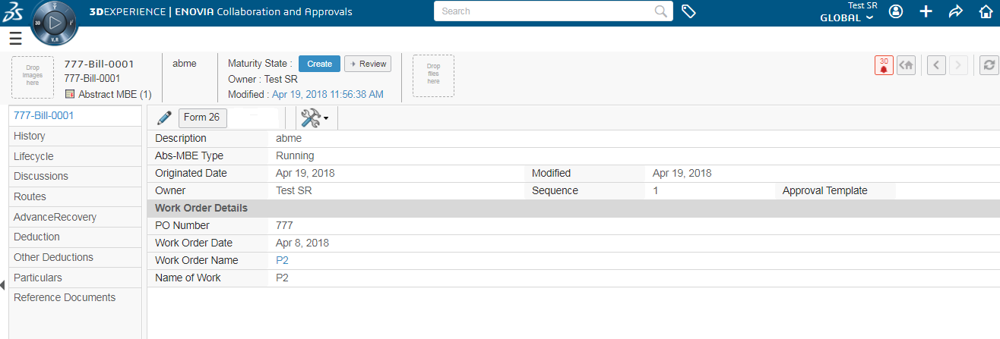 3DEXPERIENCE | ENOVIA Collaboration and Approvals
Search
Test SR
GLOBAL
3D
V.R
Drop images here
777-Bill-0001
777-Bill-0001
Abstract MBE (1)
abme
Maturity State : Create Review
Owner : Test SR
Modified : Apr 19, 2018 11:56:38 AM
Drop files here
30
777-Bill-0001
History
Lifecycle
Discussions
Routes
AdvanceRecovery
Deduction
Other Deductions
Particulars
Reference Documents
Form 26
Description abme
Abs-MBE Type Running
Originated Date Apr 19, 2018 Modified Apr 19, 2018
Owner Test SR Sequence 1 Approval Template
Work Order Details
PO Number 777
Work Order Date Apr 8, 2018
Work Order Name P2
Name of Work P2